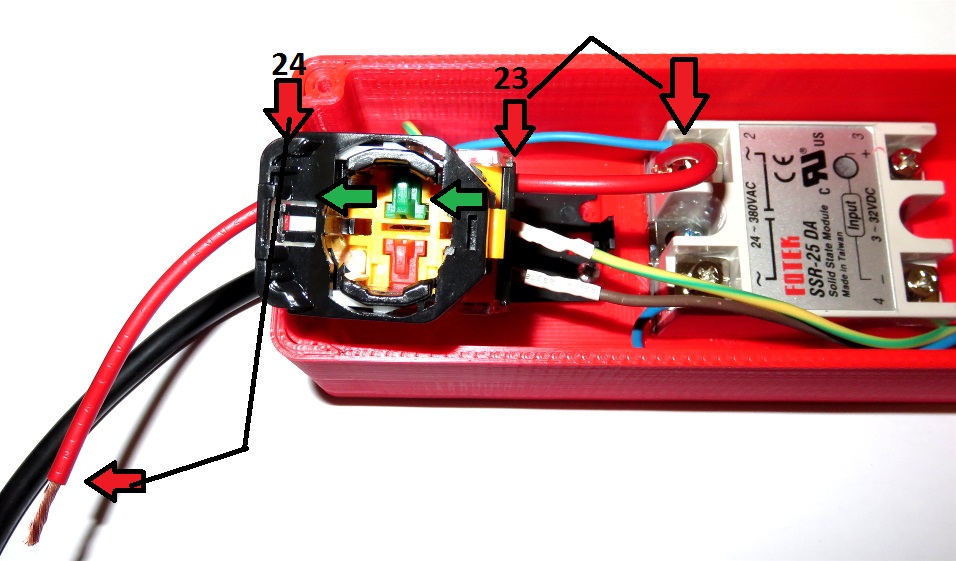 24
23
~ 2
24~380VAC
~
CE
c UR US
FOTEK
SSR-25 DA
Solid State Module
Made in Taiwan
3
+
Input
3-32VDC
-
4